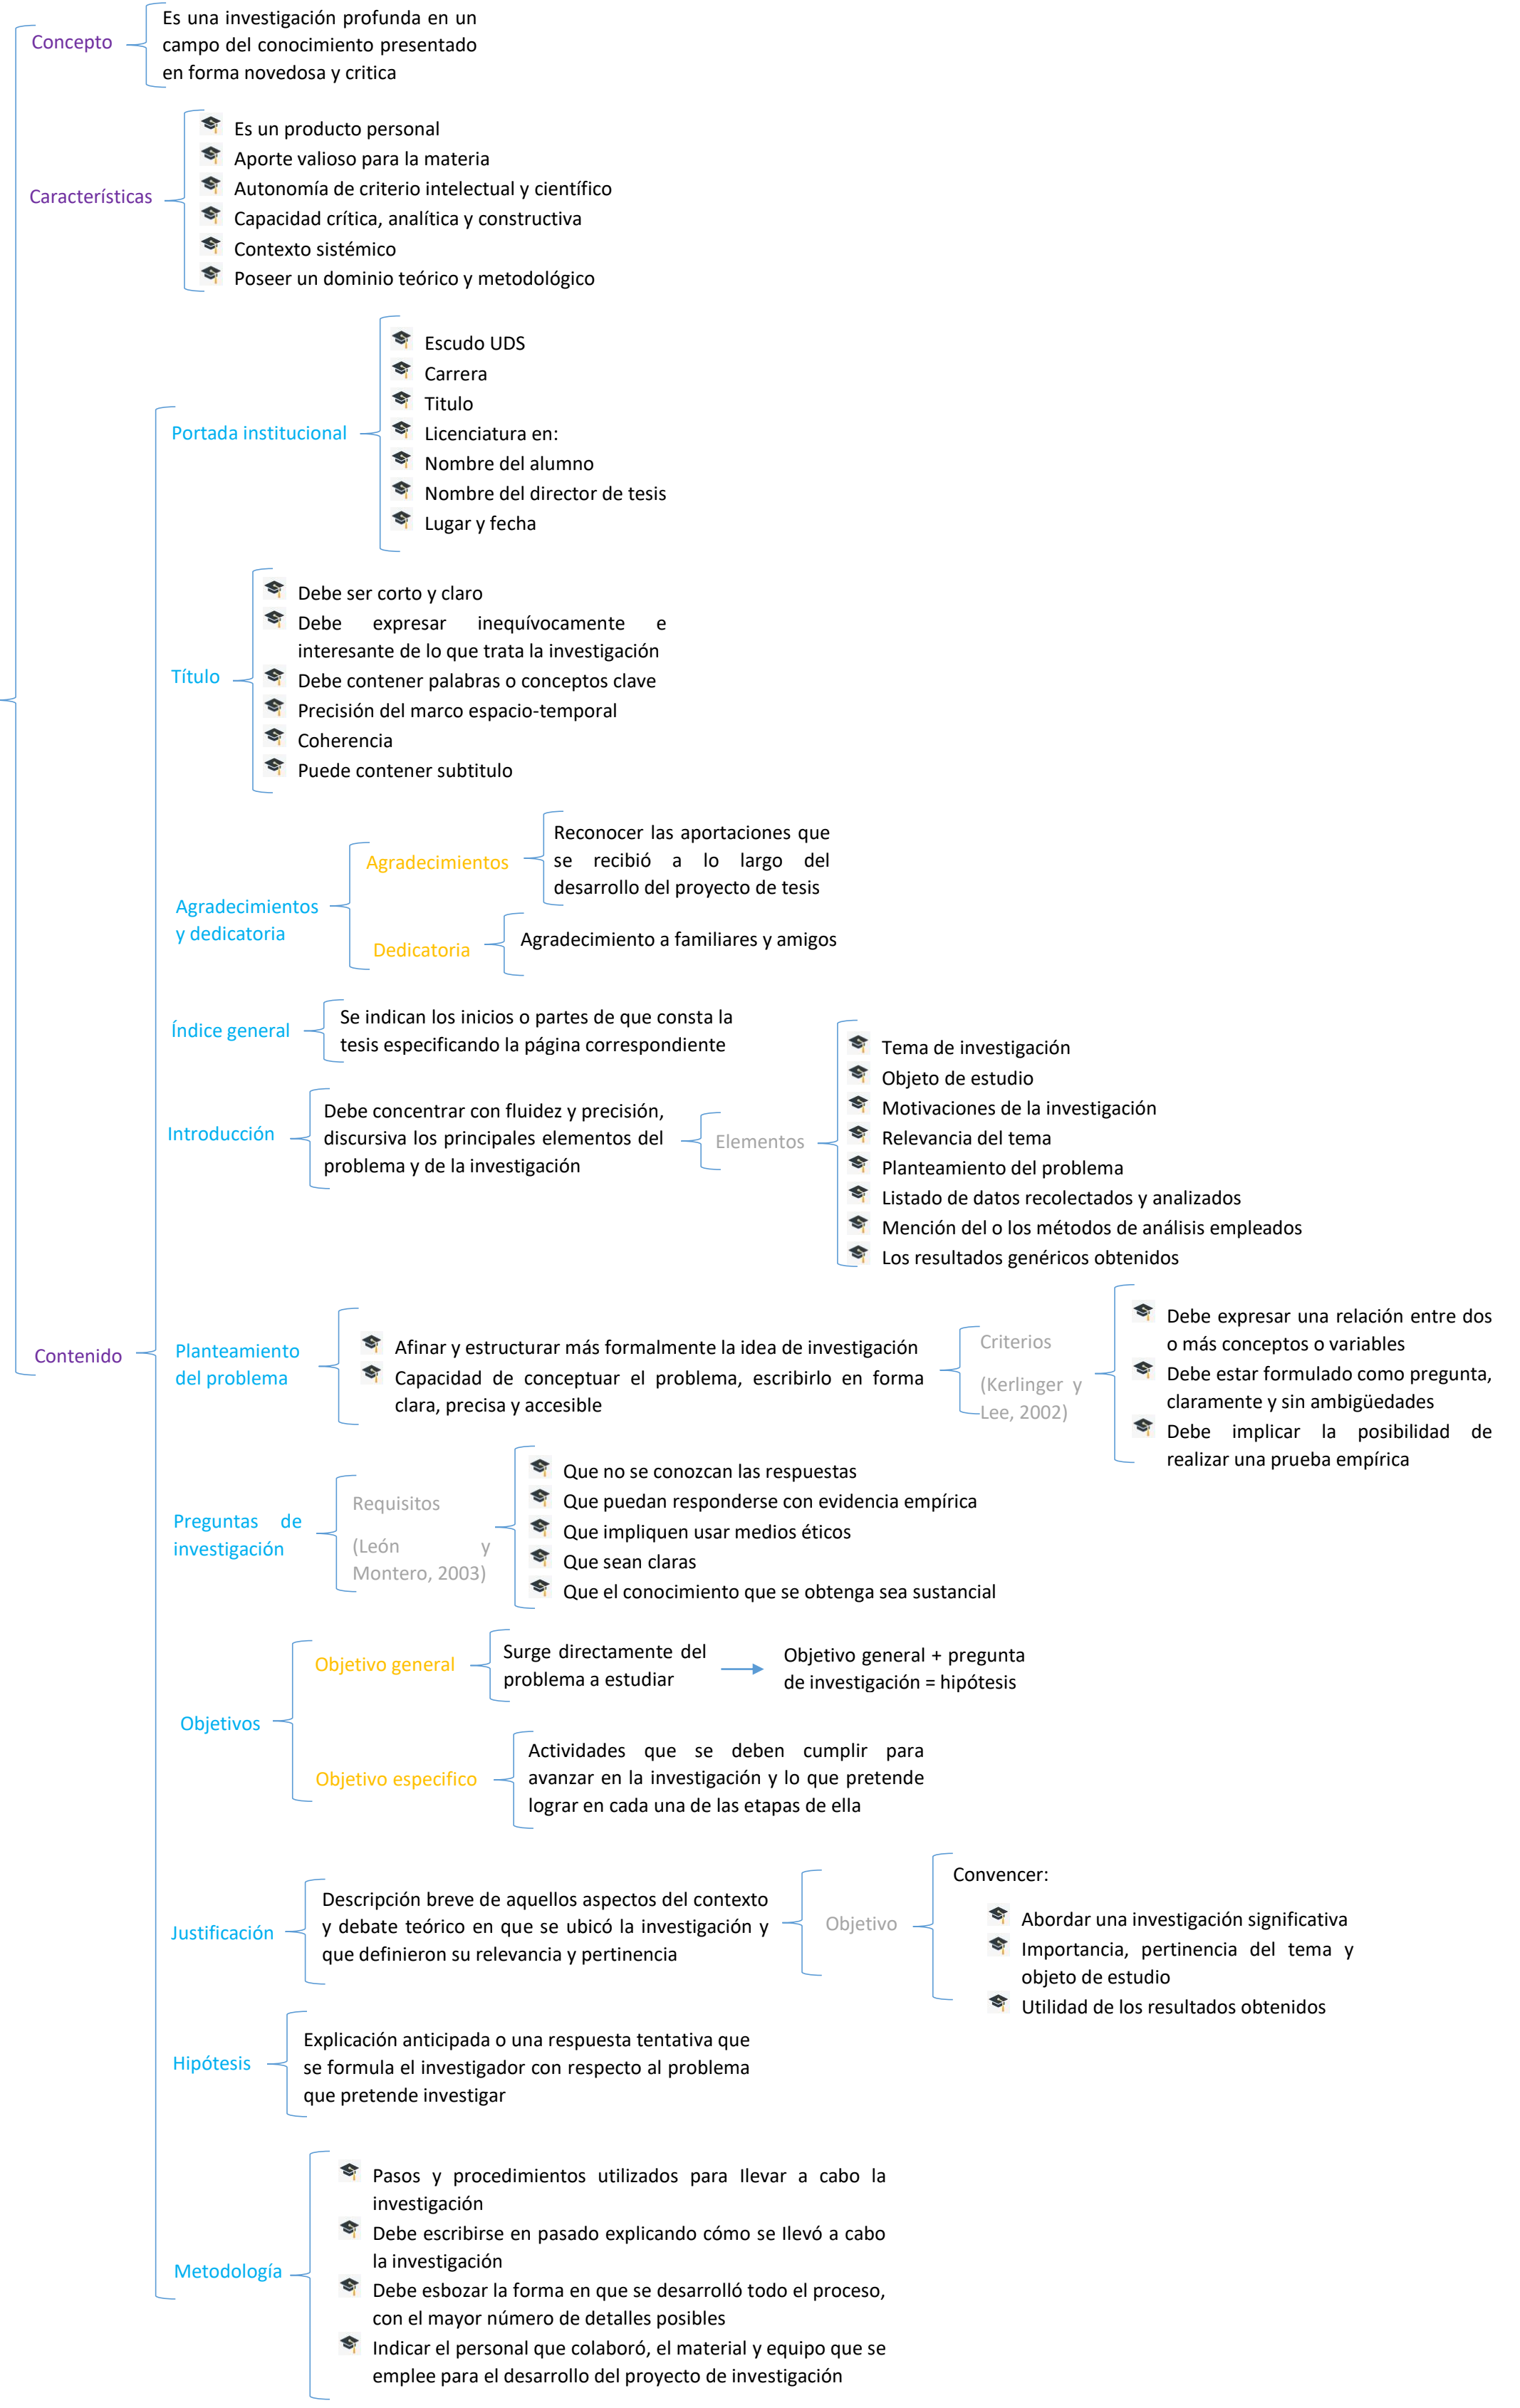 Concepto
Es una investigación profunda en un
campo del conocimiento presentado
en forma novedosa y critica
Características
Es un producto personal
Aporte valioso para la materia
Autonomía de criterio intelectual y científico
Capacidad crítica, analítica y constructiva
Contexto sistémico
Poseer un dominio teórico y metodológico
Contenido
Portada institucional
Escudo UDS
Carrera
Titulo
Licenciatura en:
Nombre del alumno
Nombre del director de tesis
Lugar y fecha
Título
Debe ser corto y claro
Debe expresar inequívocamente e
interesante de lo que trata la investigación
Debe contener palabras o conceptos clave
Precisión del marco espacio-temporal
Coherencia
Puede contener subtitulo
Agradecimientos
y dedicatoria
Agradecimientos
Reconocer las aportaciones que
se recibió a lo largo del
desarrollo del proyecto de tesis
Dedicatoria
Agradecimiento a familiares y amigos
Índice general
Se indican los inicios o partes de que consta la
tesis especificando la página correspondiente
Introducción
Debe concentrar con fluidez y precisión,
discursiva los principales elementos del
problema y de la investigación
Elementos
Tema de investigación
Objeto de estudio
Motivaciones de la investigación
Relevancia del tema
Planteamiento del problema
Listado de datos recolectados y analizados
Mención del o los métodos de análisis empleados
Los resultados genéricos obtenidos
Planteamiento
del problema
Afinar y estructurar más formalmente la idea de investigación
Capacidad de conceptuar el problema, escribirlo en forma
clara, precisa y accesible
Criterios
(Kerlinger y
Lee, 2002)
Debe expresar una relación entre dos
o más conceptos o variables
Debe estar formulado como pregunta,
claramente y sin ambigüedades
Debe implicar la posibilidad de
realizar una prueba empírica
Preguntas de
investigación
Requisitos
(León y
Montero, 2003)
Que no se conozcan las respuestas
Que puedan responderse con evidencia empírica
Que impliquen usar medios éticos
Que sean claras
Que el conocimiento que se obtenga sea sustancial
Objetivos
Objetivo general
Surge directamente del
problema a estudiar
Objetivo general + pregunta
de investigación = hipótesis
Objetivo especifico
Actividades que se deben cumplir para
avanzar en la investigación y lo que pretende
lograr en cada una de las etapas de ella
Justificación
Descripción breve de aquellos aspectos del contexto
y debate teórico en que se ubicó la investigación y
que definieron su relevancia y pertinencia
Objetivo
Convencer:
Abordar una investigación significativa
Importancia, pertinencia del tema y
objeto de estudio
Utilidad de los resultados obtenidos
Hipótesis
Explicación anticipada o una respuesta tentativa que
se formula el investigador con respecto al problema
que pretende investigar
Metodología
Pasos y procedimientos utilizados para llevar a cabo la
investigación
Debe escribirse en pasado explicando cómo se llevó a cabo
la investigación
Debe esbozar la forma en que se desarrolló todo el proceso,
con el mayor número de detalles posibles
Indicar el personal que colaboró, el material y equipo que se
emplee para el desarrollo del proyecto de investigación